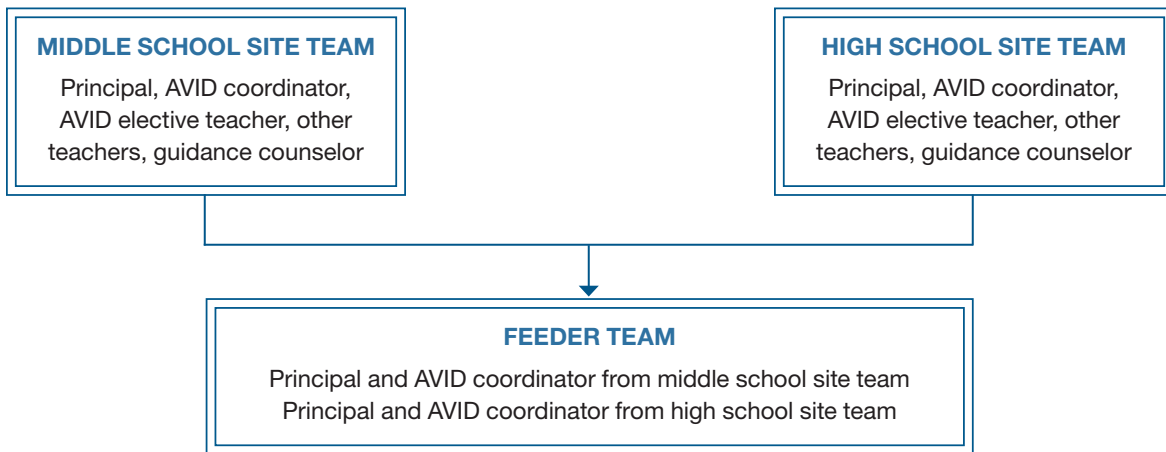 MIDDLE SCHOOL SITE TEAM
Principal, AVID coordinator,
AVID elective teacher, other
teachers, guidance counselor
HIGH SCHOOL SITE TEAM
Principal, AVID coordinator,
AVID elective teacher, other
teachers, guidance counselor
FEEDER TEAM
Principal and AVID coordinator from middle school site team
Principal and AVID coordinator from high school site team